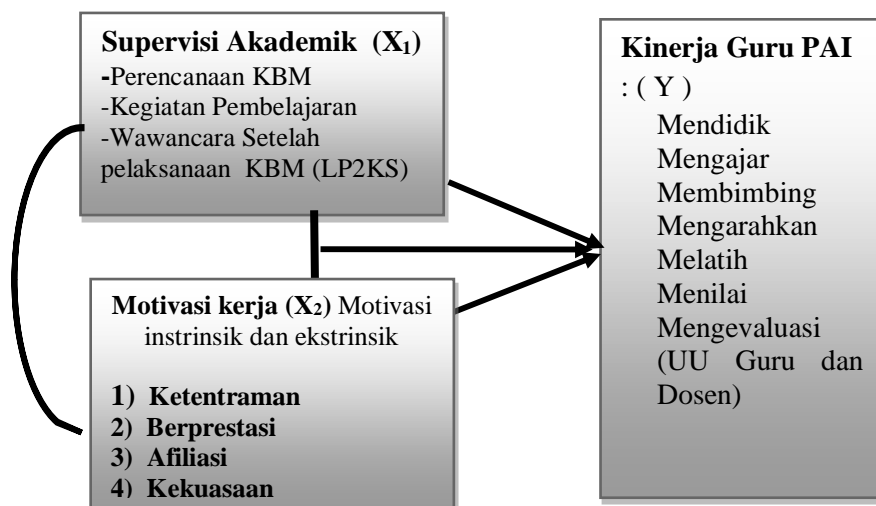 Supervisi Akademik (X₁)
-Perencanaan KBM
-Kegiatan Pembelajaran
-Wawancara Setelah
pelaksanaan KBM (LP2KS)
Motivasi kerja (X₂) Motivasi
instrinsik dan ekstrinsik
1) Ketentraman
2) Berprestasi
3) Afiliasi
4) Kekuasaan
Kinerja Guru PAI
: ( Y )
Mendidik
Mengajar
Membimbing
Mengarahkan
Melatih
Menilai
Mengevaluasi
(UU Guru dan
Dosen)